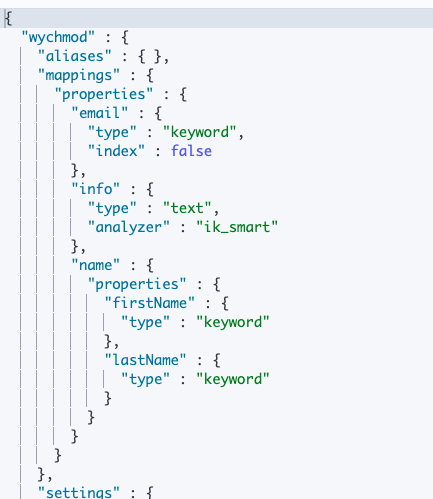 {
  "wychmod" : {
    "aliases" : { },
    "mappings" : {
      "properties" : {
        "email" : {
          "type" : "keyword",
          "index" : false
        },
        "info" : {
          "type" : "text",
          "analyzer" : "ik_smart"
        },
        "name" : {
          "properties" : {
            "firstName" : {
              "type" : "keyword"
            },
            "lastName" : {
              "type" : "keyword"
            }
          }
        }
      }
    },
    "settings" : {